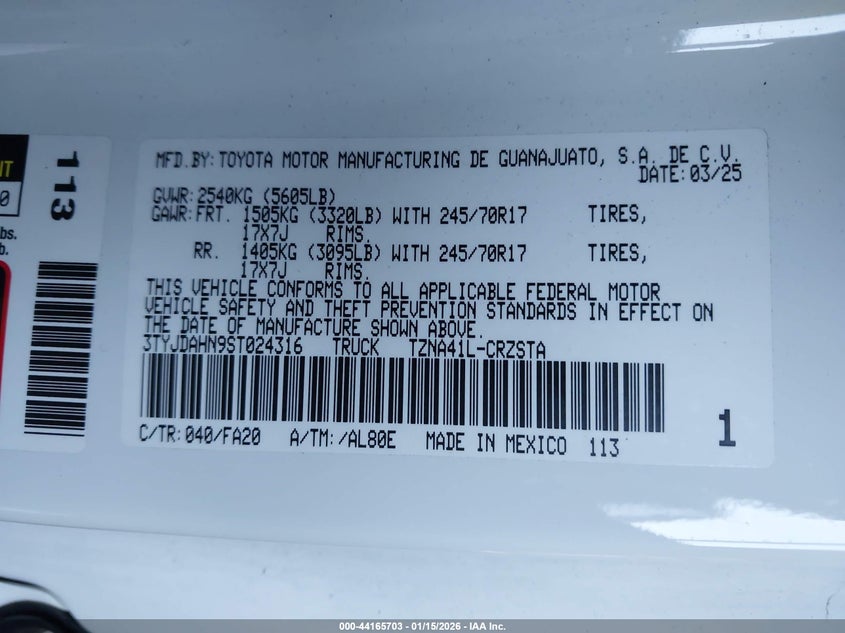 NT
0
bs.
b.
113
MFD.BY: TOYOTA MOTOR MANUFACTURING DE GUANAJUATO, S.A. DE C.V.
DATE: 03/25
GVWR: 2540KG (5605LB)
GAWR: FRT. 1505KG (3320LB) WITH 245/70R17 TIRES,
17X7J RIMS.
RR. 1405KG (3095LB) WITH 245/70R17 TIRES,
17X7J RIMS.
THIS VEHICLE CONFORMS TO ALL APPLICABLE FEDERAL MOTOR
VEHICLE SAFETY AND THEFT PREVENTION STANDARDS IN EFFECT ON
THE DATE OF MANUFACTURE SHOWN ABOVE.
3TYJDAHN9ST024316 TRUCK TZNA41L-CRZSTA
C/TR: 040/FA20 A/TM: /AL80E MADE IN MEXICO 113
1
000-44165703 - 01/15/2026 - IAA Inc.